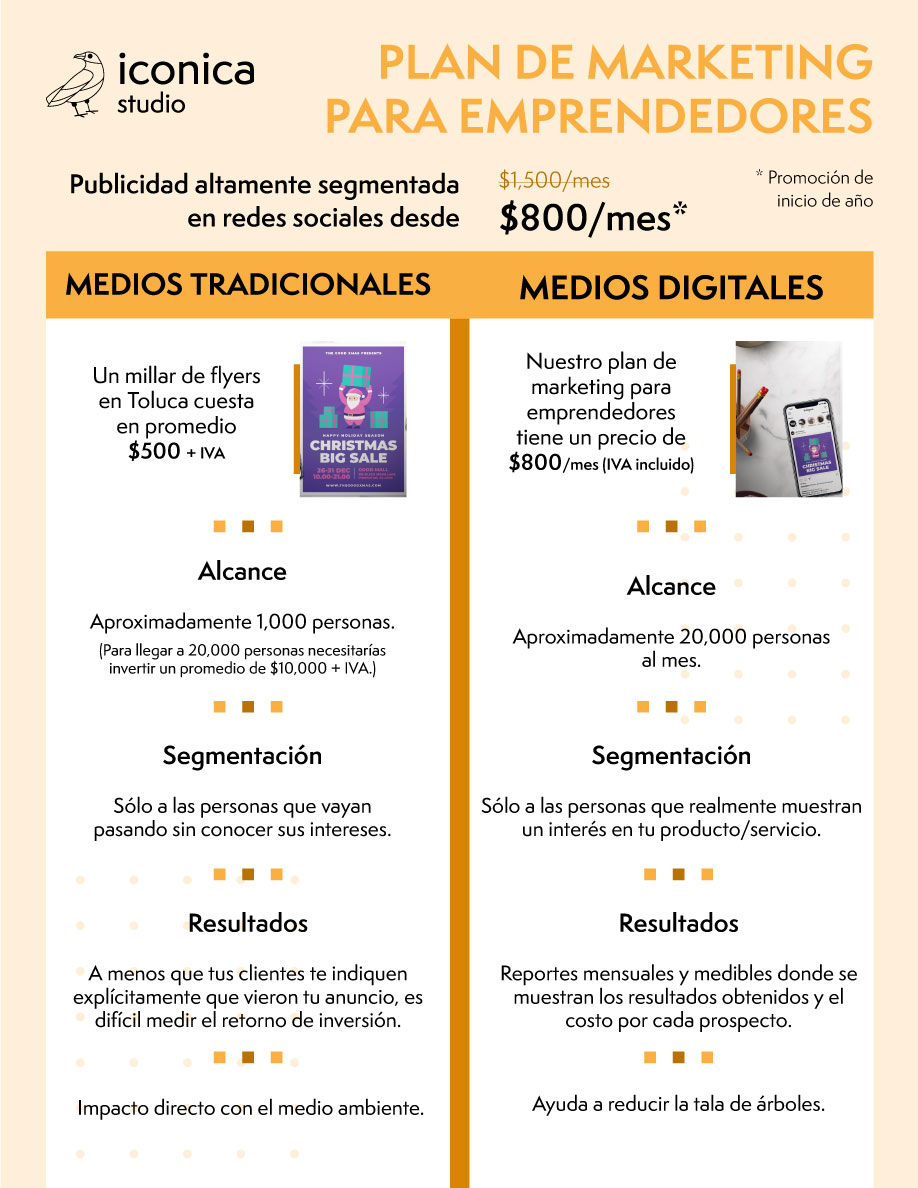 iconica
studio
PLAN DE MARKETING
PARA EMPRENDEDORES
Publicidad altamente segmentada
en redes sociales desde
$1,500/mes
$800/mes*
* Promoción de
inicio de año
MEDIOS TRADICIONALES
Un millar de flyers
en Toluca cuesta
en promedio
$500 + IVA
THE GOOD XMAS PRESENTS
HAPPY HOLIDAY SEASON
CHRISTMAS
BIG SALE
26-31 DEC
10.00-21.00
GOOD HALL
WWW.THEGOODXMAS.COM
Alcance
Aproximadamente 1,000 personas.
(Para llegar a 20,000 personas necesitarías
invertir un promedio de $10,000 + IVA.)
Segmentación
Sólo a las personas que vayan
pasando sin conocer sus intereses.
Resultados
A menos que tus clientes te indiquen
explícitamente que vieron tu anuncio, es
difícil medir el retorno de inversión.
Impacto directo con el medio ambiente.
MEDIOS DIGITALES
Nuestro plan de
marketing para
emprendedores
tiene un precio de
$800/mes (IVA incluido)
CHRISTMAS
BIG SALE
Alcance
Aproximadamente 20,000 personas
al mes.
Segmentación
Sólo a las personas que realmente muestran
un interés en tu producto/servicio.
Resultados
Reportes mensuales y medibles donde se
muestran los resultados obtenidos y el
costo por cada prospecto.
Ayuda a reducir la tala de árboles.